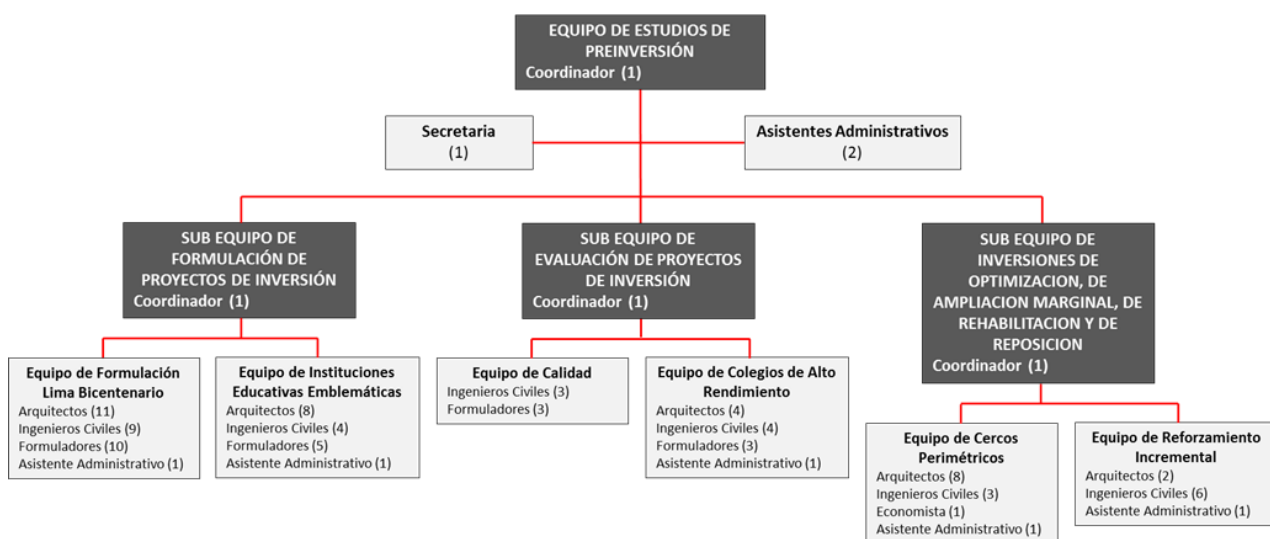 EQUIPO DE ESTUDIOS DE
PREINVERSIÓN
Coordinador (1)
Secretaria
(1)
Asistentes Administrativos
(2)
SUB EQUIPO DE
FORMULACIÓN DE
PROYECTOS DE INVERSIÓN
Coordinador (1)
SUB EQUIPO DE
EVALUACIÓN DE PROYECTOS
DE INVERSIÓN
Coordinador (1)
SUB EQUIPO DE
INVERSIONES DE
OPTIMIZACION, DE
AMPLIACION MARGINAL, DE
REHABILITACION Y DE
REPOSICION
Coordinador (1)
Equipo de Formulación
Lima Bicentenario
Arquitectos (11)
Ingenieros Civiles (9)
Formuladores (10)
Asistente Administrativo (1)
Equipo de Instituciones
Educativas Emblemáticas
Arquitectos (8)
Ingenieros Civiles (4)
Formuladores (5)
Asistente Administrativo (1)
Equipo de Calidad
Ingenieros Civiles (3)
Formuladores (3)
Equipo de Colegios de Alto
Rendimiento
Arquitectos (4)
Ingenieros Civiles (4)
Formuladores (3)
Asistente Administrativo (1)
Equipo de Cercos
Perimétricos
Arquitectos (8)
Ingenieros Civiles (3)
Economista (1)
Asistente Administrativo (1)
Equipo de Reforzamiento
Incremental
Arquitectos (2)
Ingenieros Civiles (6)
Asistente Administrativo (1)